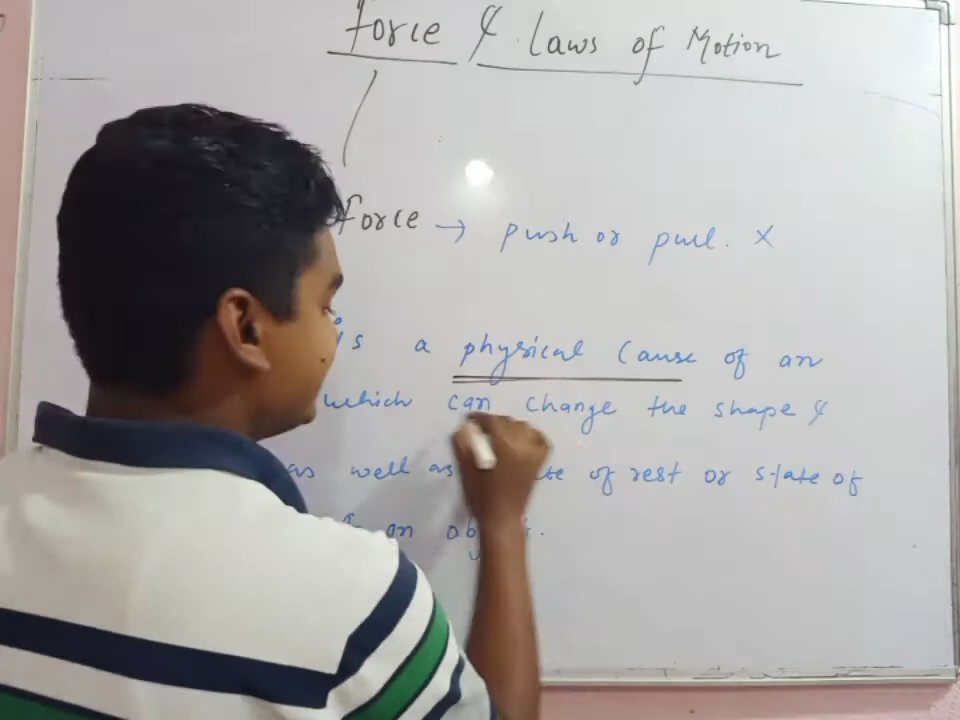 Force & Laws of Motion
force → push or pull. X
is a physical cause of an
which can change the shape &
as well as of rest or state of
an